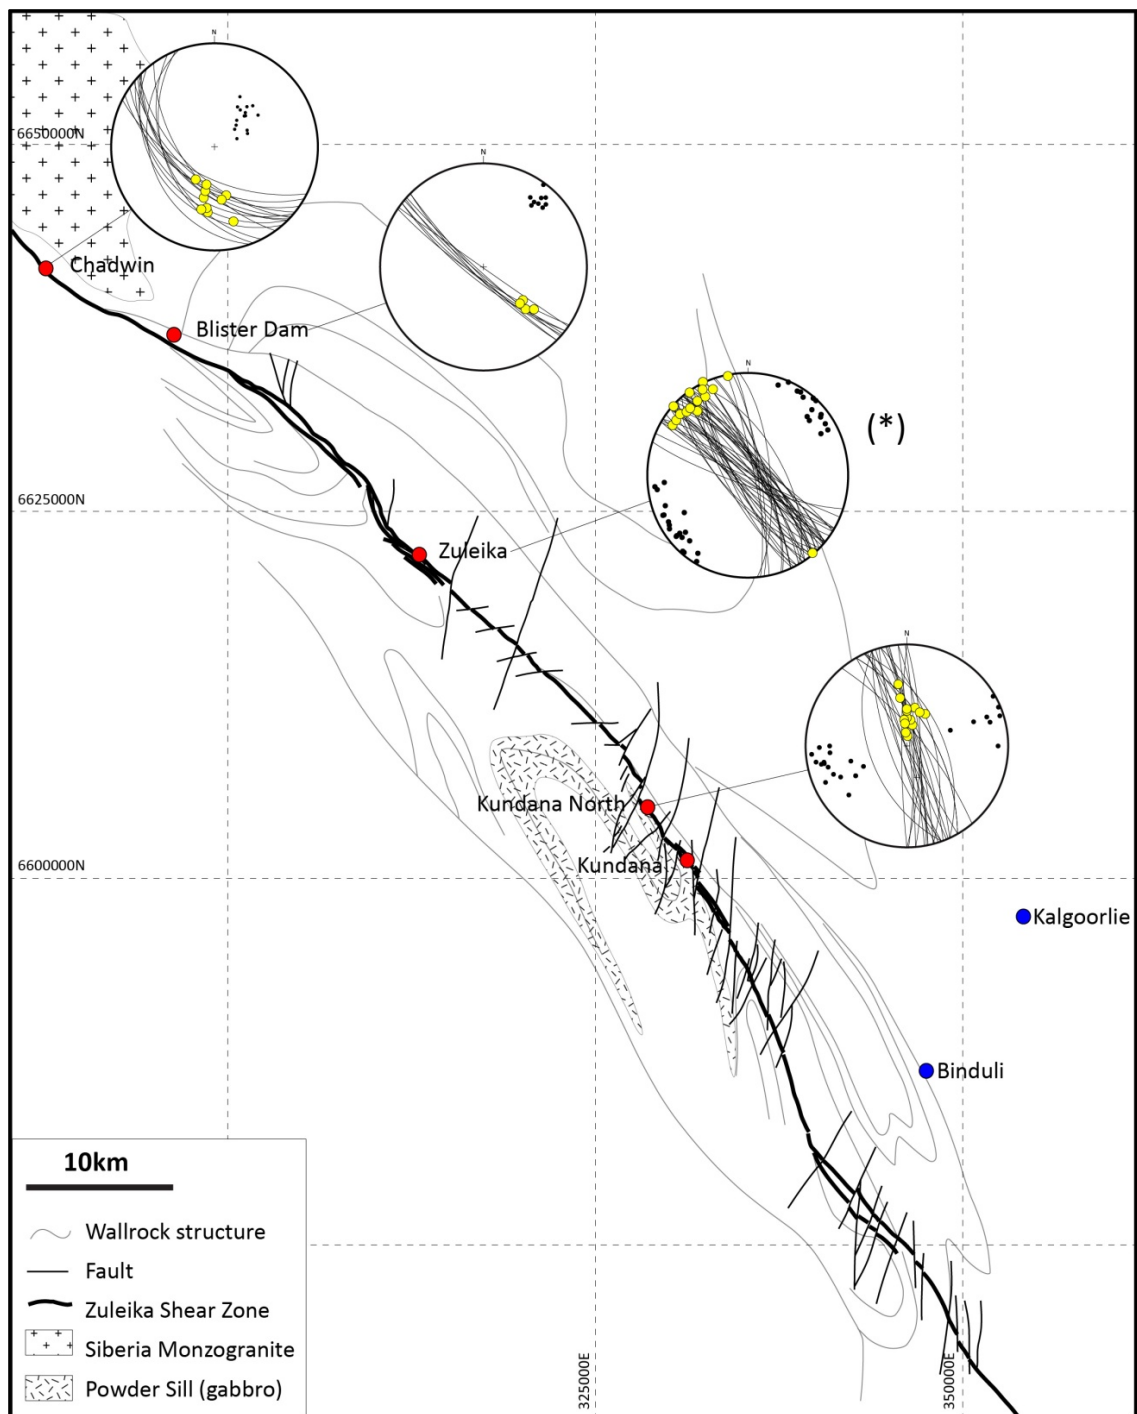 N
6650000N
N
Chadwin
Blister Dam
N
(*)
6625000N
Zuleika
N
Kundana North
Kundana
6600000N
Kalgoorlie
Binduli
10km
Wallrock structure
Fault
Zuleika Shear Zone
Siberia Monzogranite
Powder Sill (gabbro)
325000E
350000E